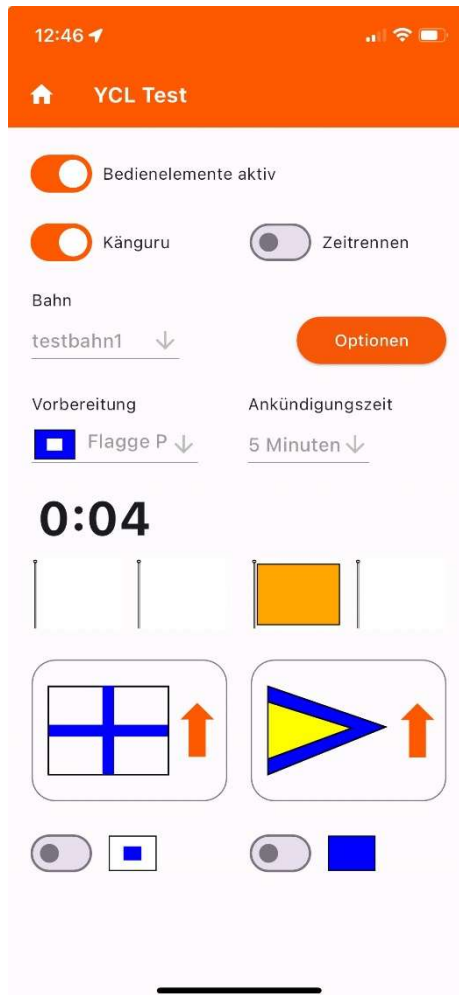 12:46
YCL Test
Bedienelemente aktiv
Känguru Zeitrennen
Bahn
testbahn1 Optionen
Vorbereitung Ankündigungszeit
Flagge P 5 Minuten
0:04